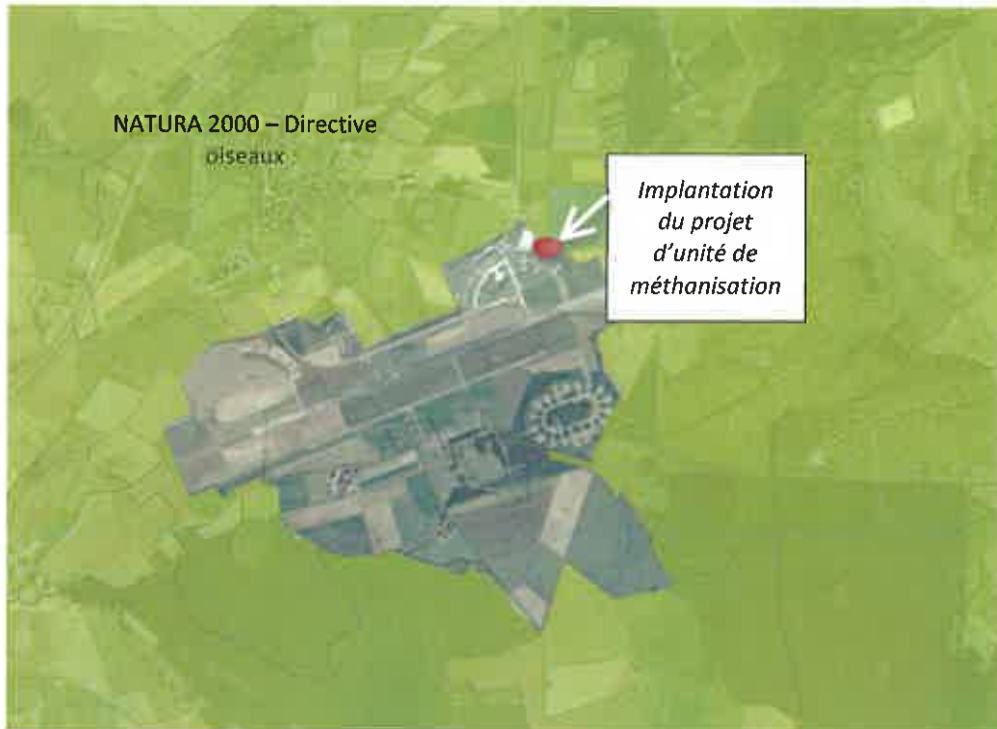 NATURA 2000 – Directive
oiseaux
Implantation
du projet
d'unité de
méthanisation